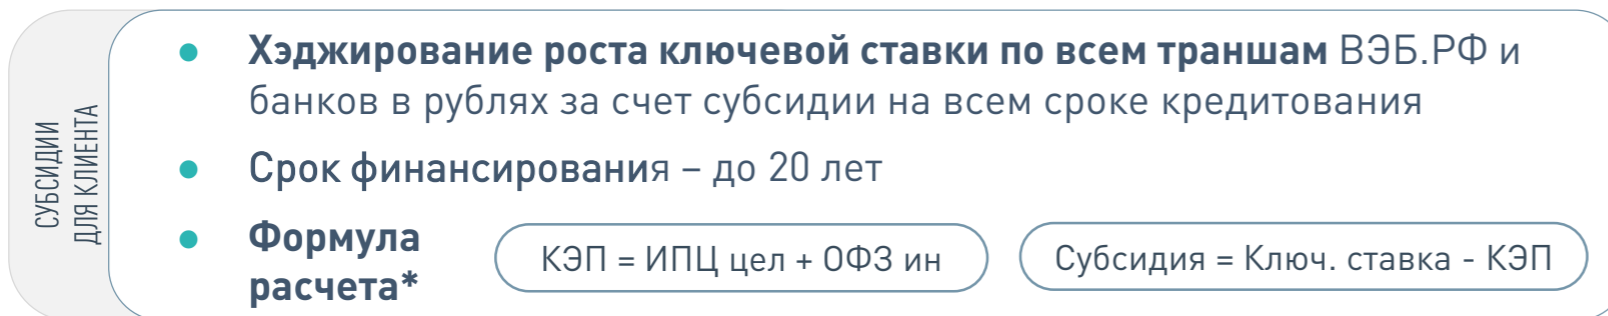 СУБСИДИИ
ДЛЯ КЛИЕНТА
● Хэджирование роста ключевой ставки по всем траншам ВЭБ.РФ и
банков в рублях за счет субсидии на всем сроке кредитования
● Срок финансирования – до 20 лет
● Формула
расчета*
КЭП = ИПЦ цел + ОФЗ ин
Субсидия = Ключ. ставка - КЭП